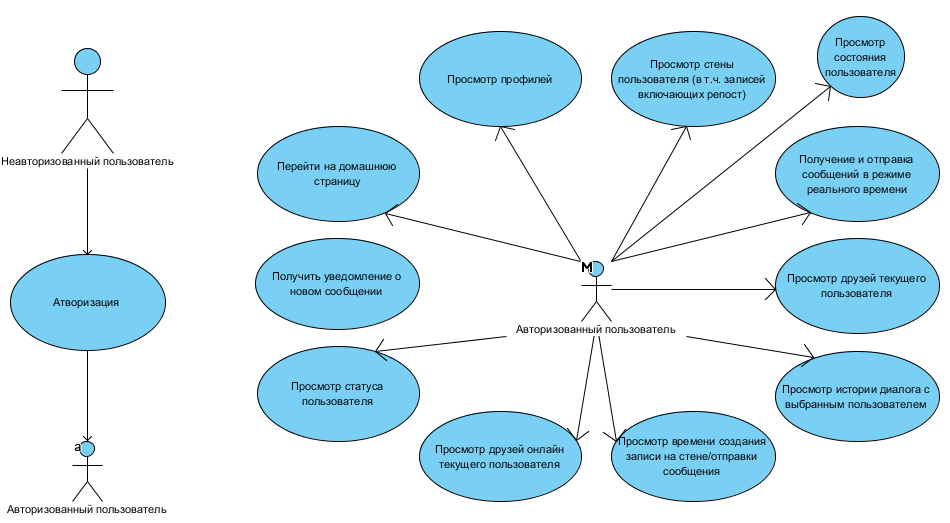 Неавторизованный пользователь
Атворизация
а
Авторизованный пользователь
Просмотр профилей
Просмотр стены
пользователя (в т.ч. записей
включающих репост)
Просмотр
состояния
пользователя
Перейти на домашнюю
страницу
Получение и отправка
сообщений в режиме
реального времени
Получить уведомление о
новом сообщении
М
Авторизованный пользователь
Просмотр друзей текущего
пользователя
Просмотр статуса
пользователя
Просмотр истории диалога с
выбранным пользователем
Просмотр друзей онлайн
текущего пользователя
Просмотр времени создания
записи на стене/отправки
сообщения